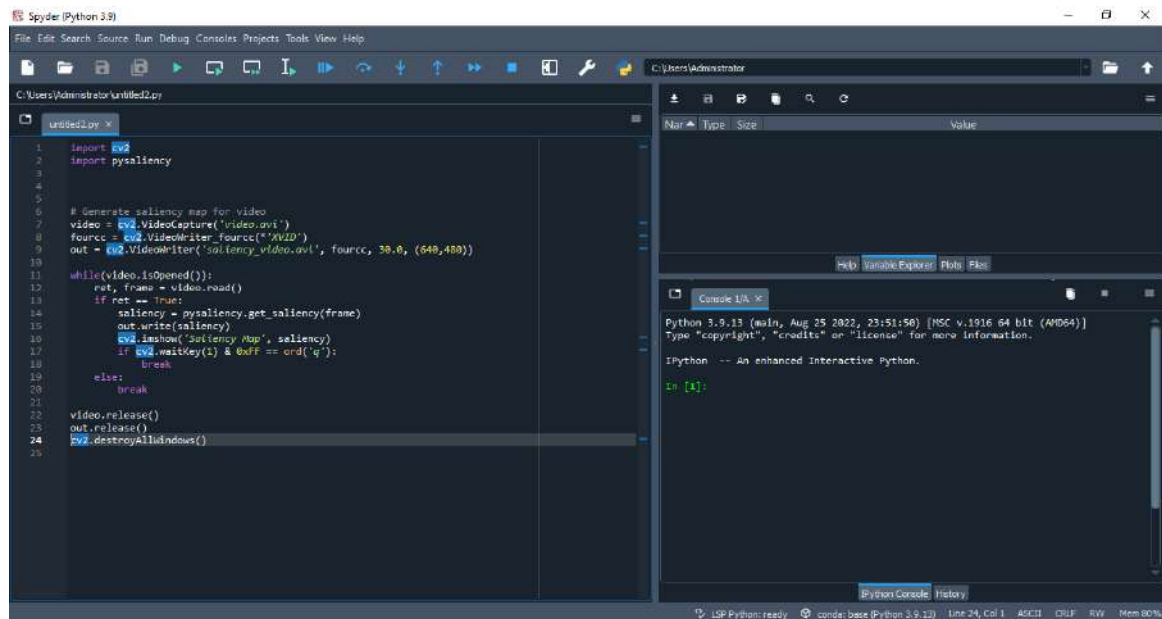 Spyder (Python 3.9)
File Edit Search Source Run Debug Consoles Projects Tools View Help
C:\Users\Administrator
C:\Users\Administrator\untitled2.py
untitled2.py
1 import cv2
2 import pysaliency
3
4
5
6 # Generate saliency map for video
7 video = cv2.VideoCapture('video.avi')
8 fourcc = cv2.VideoWriter_fourcc(*'XVID')
9 out = cv2.VideoWriter('saliency_video.avi', fourcc, 30.0, (640,480))
10
11 while(video.isOpened()):
12 ret, frame = video.read()
13 if ret == True:
14 saliency = pysaliency.get_saliency(frame)
15 out.write(saliency)
16 cv2.imshow('Saliency Map', saliency)
17 if cv2.waitKey(1) & 0xFF == ord('q'):
18 break
19 else:
20 break
21
22 video.release()
23 out.release()
24 cv2.destroyAllWindows()
25
Nar Type Size Value
Help Variable Explorer Plots Files
Console 1/A
Python 3.9.13 (main, Aug 25 2022, 23:51:50) [MSC v.1916 64 bit (AMD64)]
Type "copyright", "credits" or "license" for more information.
IPython -- An enhanced Interactive Python.
In [1]:
IPython Console History
LSP Python: ready conda: base (Python 3.9.13) Line 24, Col 1 ASCII CRLF RW Mem 80%